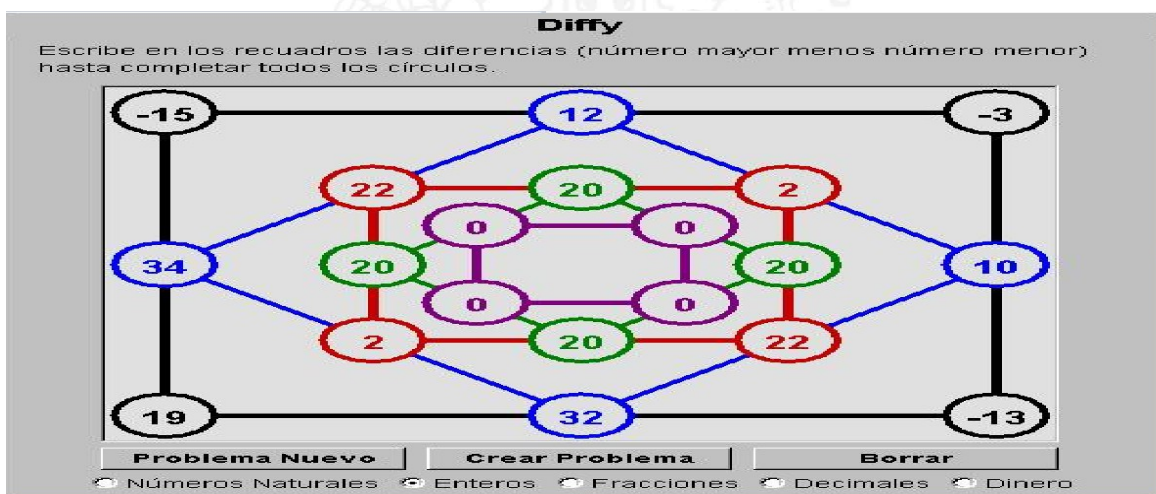 Diffy
Escribe en los recuadros las diferencias (número mayor menos número menor)
hasta completar todos los círculos.
-15 12 -3
22 20 2
0 0
34 20 20 10
0 0
2 20 22
19 32 -13
Problema Nuevo Crear Problema Borrar
Números Naturales Enteros Fracciones Decimales Dinero